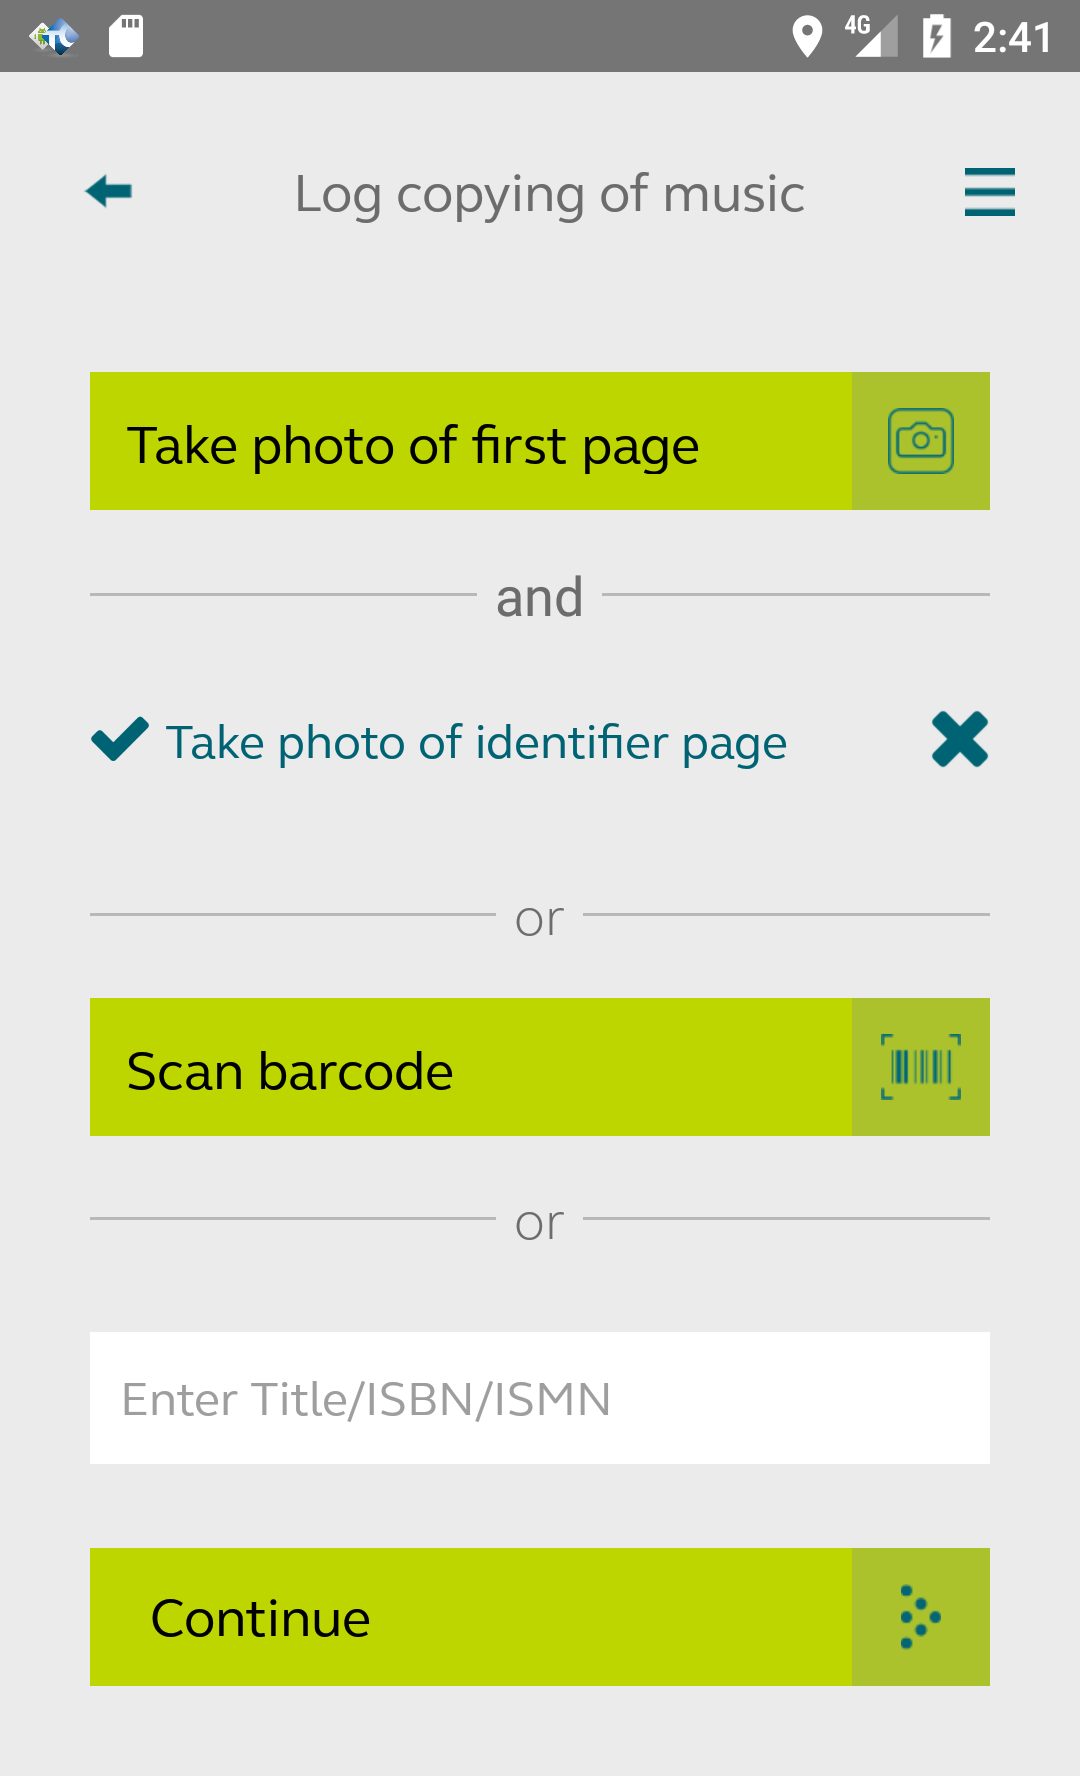 4G 2:41
Log copying of music
Take photo of first page
and
Take photo of identifier page
or
Scan barcode
or
Enter Title/ISBN/ISMN
Continue